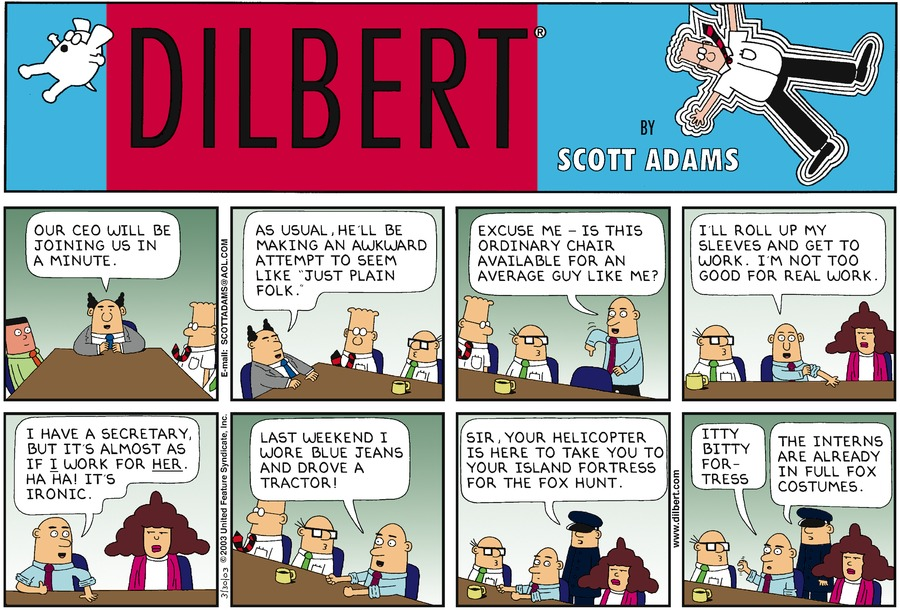 DILBERT®
BY
SCOTT ADAMS
OUR CEO WILL BE
JOINING US IN
A MINUTE.
E-mail: SCOTTADAMS@AOL.COM
AS USUAL, HE'LL BE
MAKING AN AWKWARD
ATTEMPT TO SEEM
LIKE "JUST PLAIN
FOLK."
EXCUSE ME – IS THIS
ORDINARY CHAIR
AVAILABLE FOR AN
AVERAGE GUY LIKE ME?
I'LL ROLL UP MY
SLEEVES AND GET TO
WORK. I'M NOT TOO
GOOD FOR REAL WORK.
I HAVE A SECRETARY,
BUT IT'S ALMOST AS
IF I WORK FOR HER.
HA HA! IT'S
IRONIC.
3/30/03 © 2003 United Feature Syndicate, Inc.
LAST WEEKEND I
WORE BLUE JEANS
AND DROVE A
TRACTOR!
SIR, YOUR HELICOPTER
IS HERE TO TAKE YOU TO
YOUR ISLAND FORTRESS
FOR THE FOX HUNT.
www.dilbert.com
ITTY
BITTY
FOR-
TRESS
THE INTERNS
ARE ALREADY
IN FULL FOX
COSTUMES.